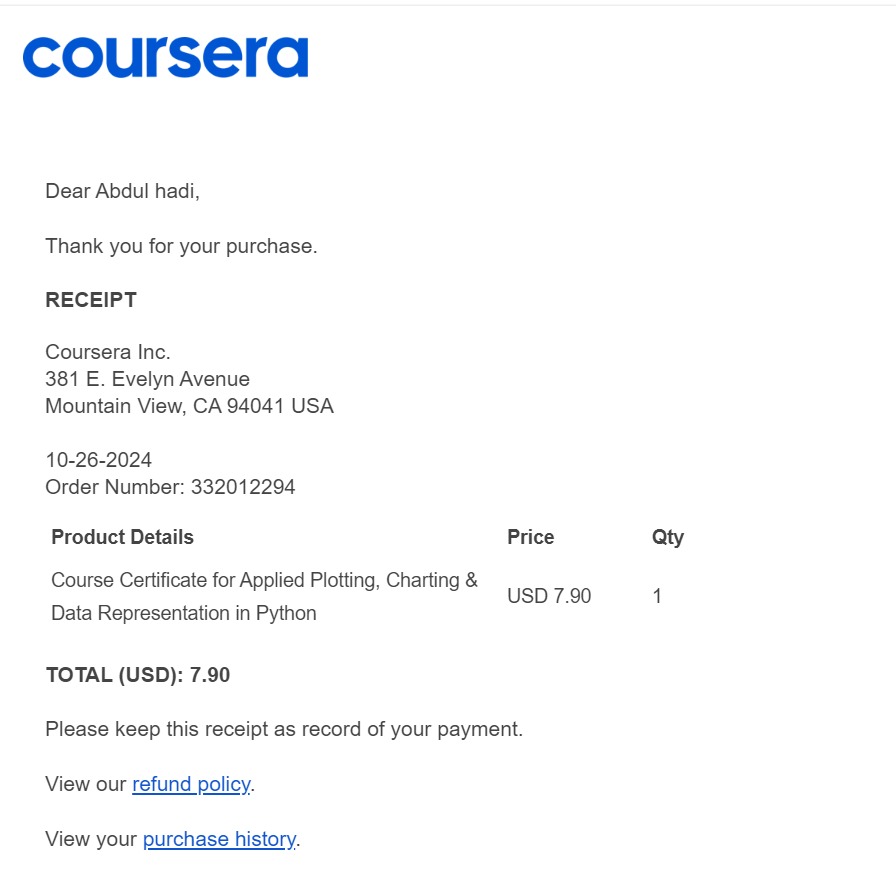 coursera
Dear Abdul hadi,
Thank you for your purchase.
RECEIPT
Coursera Inc.
381 E. Evelyn Avenue
Mountain View, CA 94041 USA
10-26-2024
Order Number: 332012294
Product Details Price Qty
Course Certificate for Applied Plotting, Charting &
Data Representation in Python
USD 7.90 1
TOTAL (USD): 7.90
Please keep this receipt as record of your payment.
View our refund policy.
View your purchase history.